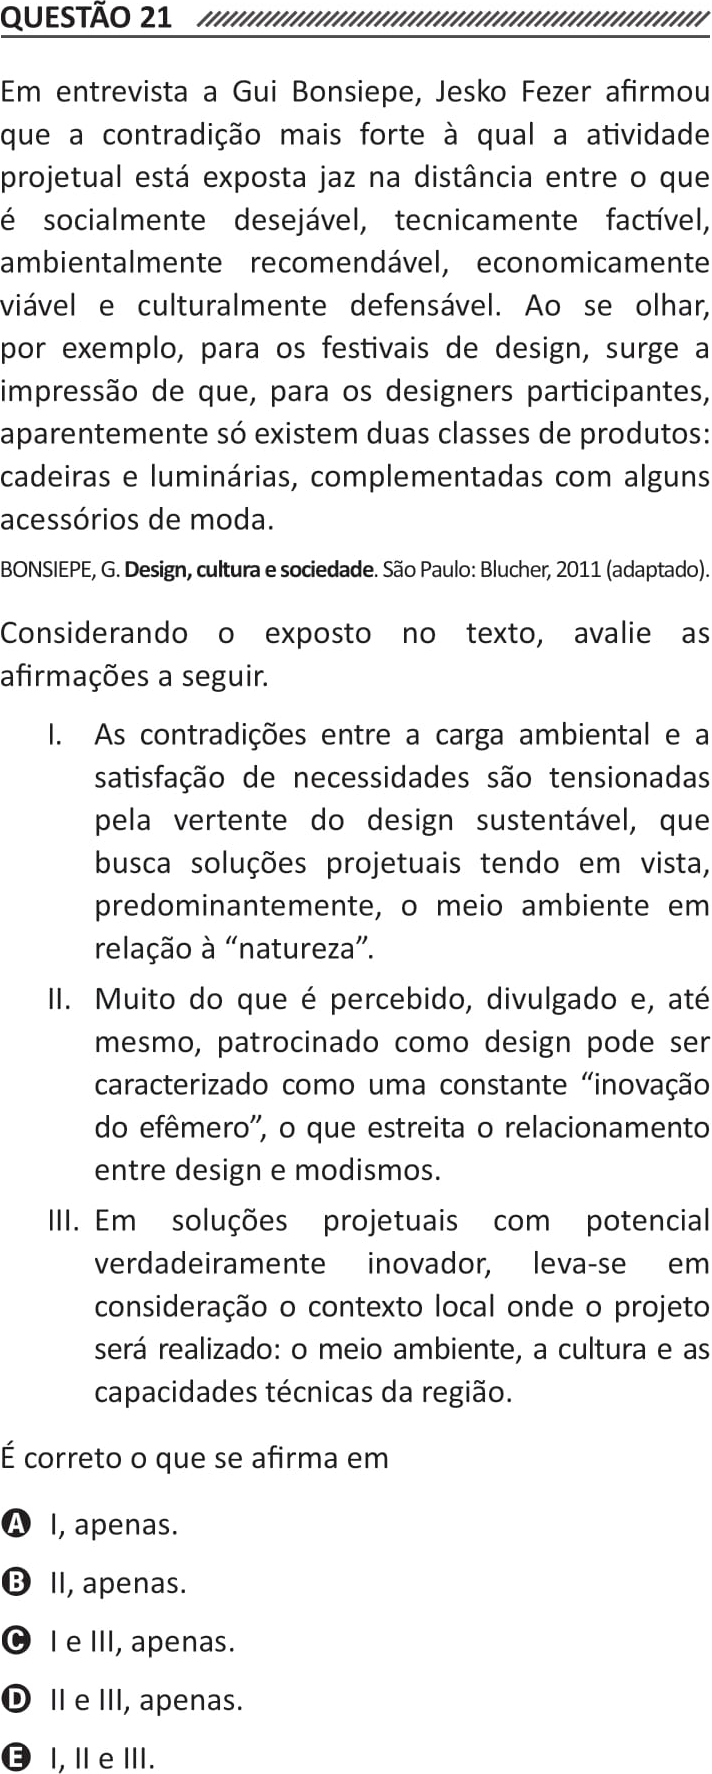 QUESTÃO 21
Em entrevista a Gui Bonsiepe, Jesko Fezer afirmou
que a contradição mais forte à qual a atividade
projetual está exposta jaz na distância entre o que
é socialmente desejável, tecnicamente factível,
ambientalmente recomendável, economicamente
viável e culturalmente defensável. Ao se olhar,
por exemplo, para os festivais de design, surge a
impressão de que, para os designers participantes,
aparentemente só existem duas classes de produtos:
cadeiras e luminárias, complementadas com alguns
acessórios de moda.
BONSIEPE, G. Design, cultura e sociedade. São Paulo: Blucher, 2011 (adaptado).
Considerando o exposto no texto, avalie as
afirmações a seguir.
I. As contradições entre a carga ambiental e a
satisfação de necessidades são tensionadas
pela vertente do design sustentável, que
busca soluções projetuais tendo em vista,
predominantemente, o meio ambiente em
relação à “natureza”.
II. Muito do que é percebido, divulgado e, até
mesmo, patrocinado como design pode ser
caracterizado como uma constante “inovação
do efêmero”, o que estreita o relacionamento
entre design e modismos.
III. Em soluções projetuais com potencial
verdadeiramente inovador, leva-se em
consideração o contexto local onde o projeto
será realizado: o meio ambiente, a cultura e as
capacidades técnicas da região.
É correto o que se afirma em
A I, apenas.
B II, apenas.
C I e III, apenas.
D II e III, apenas.
E I, II e III.